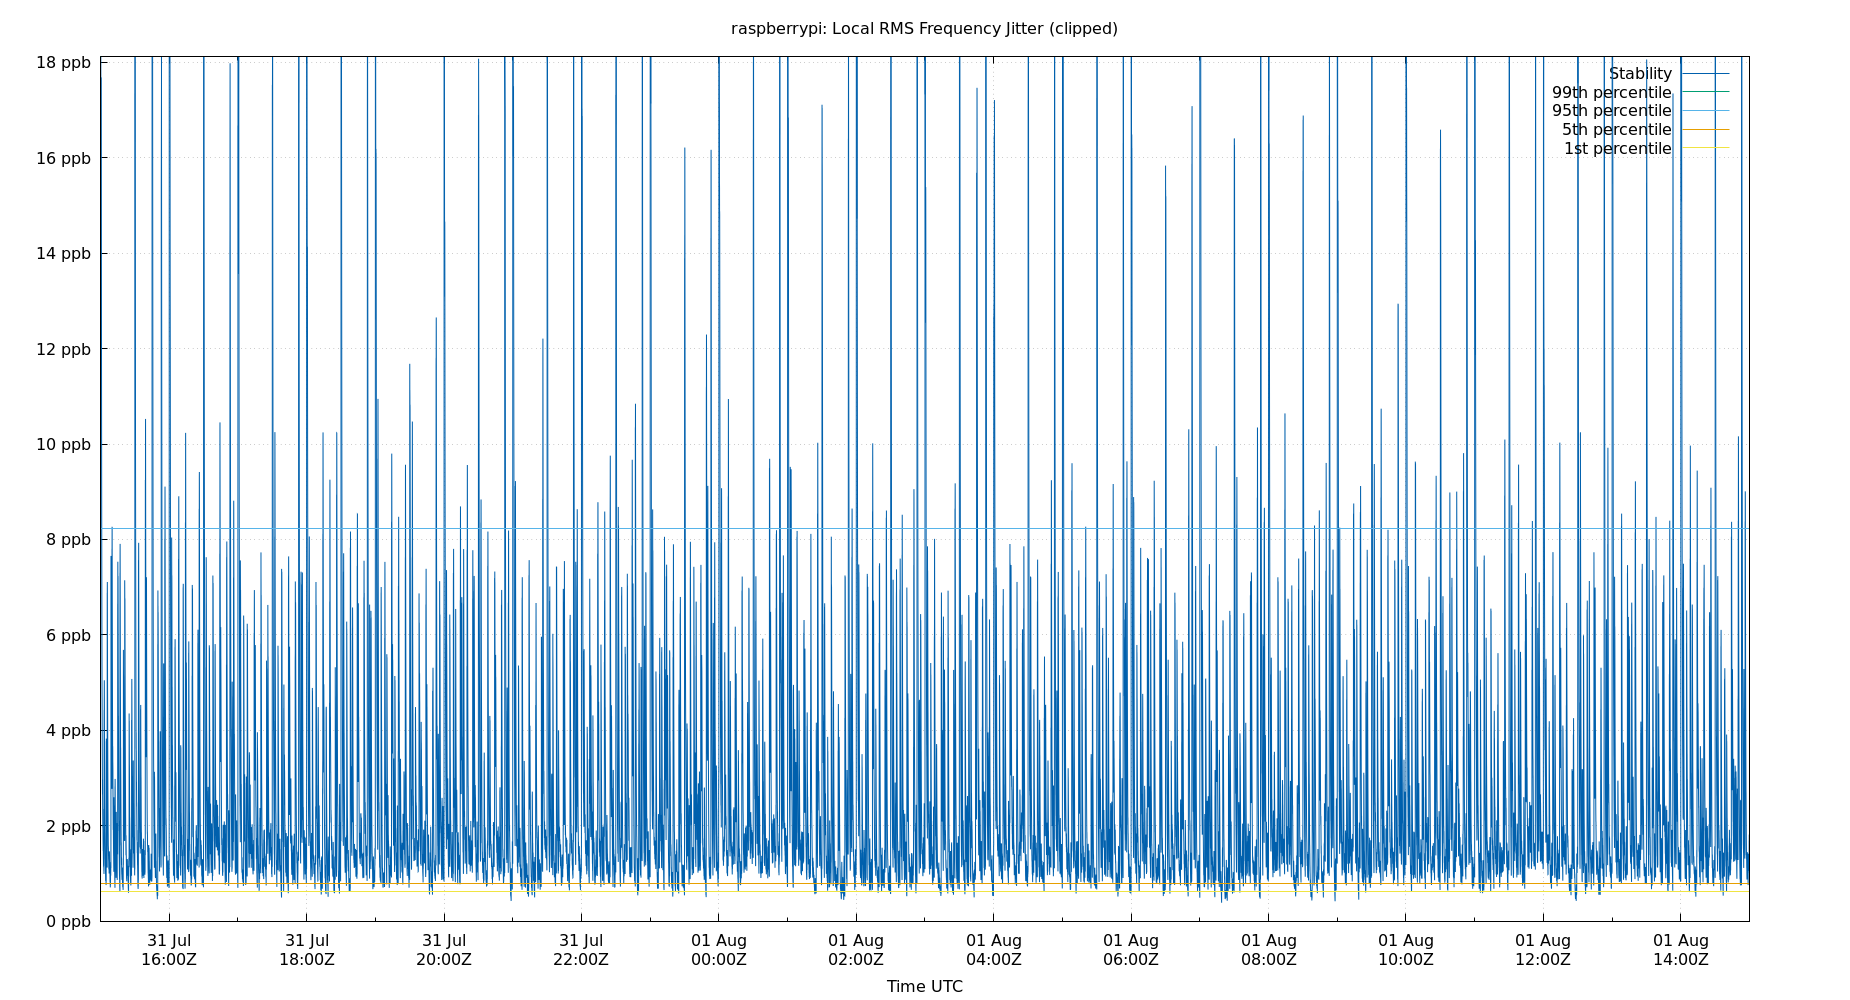 raspberrypi: Local RMS Frequency Jitter (clipped)
18 ppb
16 ppb
14 ppb
12 ppb
10 ppb
8 ppb
6 ppb
4 ppb
2 ppb
0 ppb
Stability
99th percentile
95th percentile
5th percentile
1st percentile
31 Jul
16:00Z
31 Jul
18:00Z
31 Jul
20:00Z
31 Jul
22:00Z
01 Aug
00:00Z
01 Aug
02:00Z
01 Aug
04:00Z
01 Aug
06:00Z
01 Aug
08:00Z
01 Aug
10:00Z
01 Aug
12:00Z
01 Aug
14:00Z
Time UTC